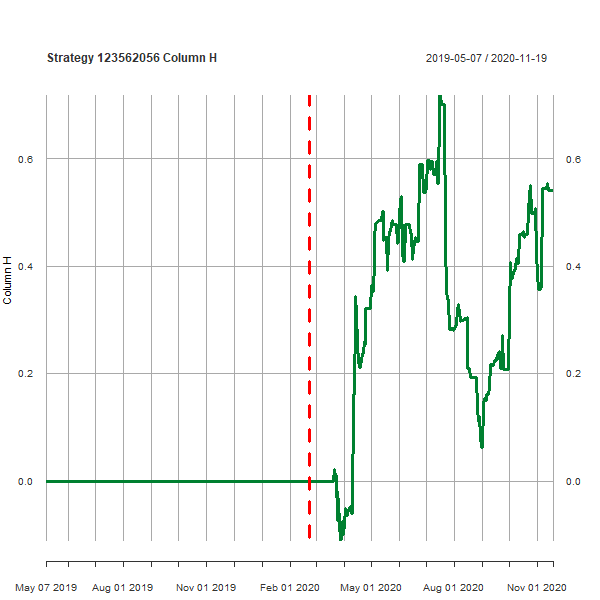 Strategy 123562056 Column H
2019-05-07 / 2020-11-19
Column H
0.6
0.6
0.4
0.4
0.2
0.2
0.0
0.0
May 07 2019
Aug 01 2019
Nov 01 2019
Feb 01 2020
May 01 2020
Aug 01 2020
Nov 01 2020